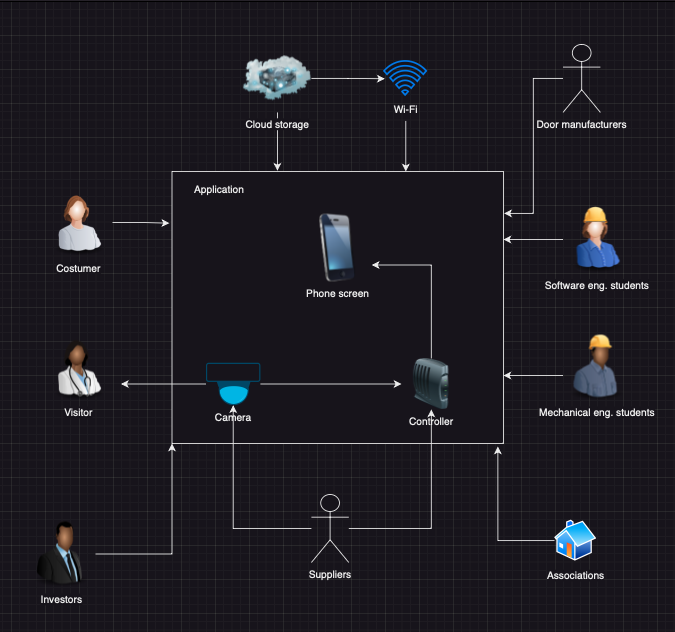 Cloud storage
Wi-Fi
Door manufacturers
Application
Costumer
Phone screen
Software eng. students
Visitor
Camera
Controller
Mechanical eng. students
Suppliers
Associations
Investors